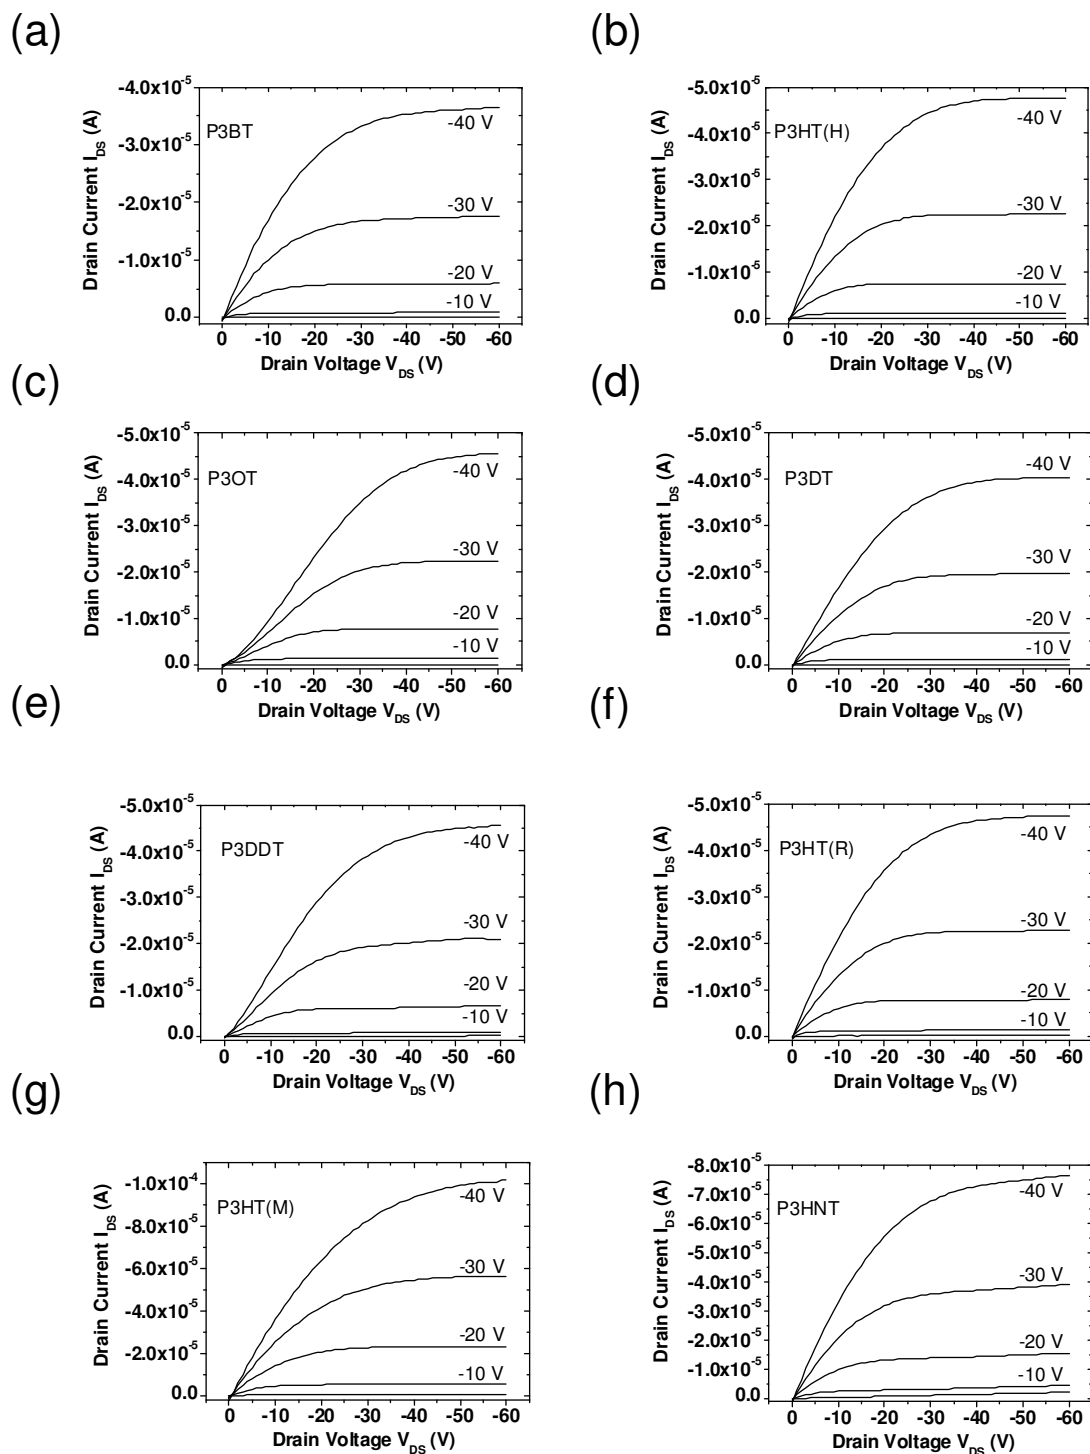 (a)
-4.0x10⁻⁵
-3.0x10⁻⁵
-2.0x10⁻⁵
-1.0x10⁻⁵
0.0
Drain Current I_DS (A)
P3BT
-40 V
-30 V
-20 V
-10 V
0 -10 -20 -30 -40 -50 -60
Drain Voltage V_DS (V)
(b)
-5.0x10⁻⁵
-4.0x10⁻⁵
-3.0x10⁻⁵
-2.0x10⁻⁵
-1.0x10⁻⁵
0.0
Drain Current I_DS (A)
P3HT(H)
-40 V
-30 V
-20 V
-10 V
0 -10 -20 -30 -40 -50 -60
Drain Voltage V_DS (V)
(c)
-5.0x10⁻⁵
-4.0x10⁻⁵
-3.0x10⁻⁵
-2.0x10⁻⁵
-1.0x10⁻⁵
0.0
Drain Current I_DS (A)
P3OT
-40 V
-30 V
-20 V
-10 V
0 -10 -20 -30 -40 -50 -60
Drain Voltage V_DS (V)
(d)
-5.0x10⁻⁵
-4.0x10⁻⁵
-3.0x10⁻⁵
-2.0x10⁻⁵
-1.0x10⁻⁵
0.0
Drain Current I_DS (A)
P3DT
-40 V
-30 V
-20 V
-10 V
0 -10 -20 -30 -40 -50 -60
Drain Voltage V_DS (V)
(e)
-5.0x10⁻⁵
-4.0x10⁻⁵
-3.0x10⁻⁵
-2.0x10⁻⁵
-1.0x10⁻⁵
0.0
Drain Current I_DS (A)
P3DDT
-40 V
-30 V
-20 V
-10 V
0 -10 -20 -30 -40 -50 -60
Drain Voltage V_DS (V)
(f)
-5.0x10⁻⁵
-4.0x10⁻⁵
-3.0x10⁻⁵
-2.0x10⁻⁵
-1.0x10⁻⁵
0.0
Drain Current I_DS (A)
P3HT(R)
-40 V
-30 V
-20 V
-10 V
0 -10 -20 -30 -40 -50 -60
Drain Voltage V_DS (V)
(g)
-1.0x10⁻⁴
-8.0x10⁻⁵
-6.0x10⁻⁵
-4.0x10⁻⁵
-2.0x10⁻⁵
0.0
Drain Current I_DS (A)
P3HT(M)
-40 V
-30 V
-20 V
-10 V
0 -10 -20 -30 -40 -50 -60
Drain Voltage V_DS (V)
(h)
-8.0x10⁻⁵
-7.0x10⁻⁵
-6.0x10⁻⁵
-5.0x10⁻⁵
-4.0x10⁻⁵
-3.0x10⁻⁵
-2.0x10⁻⁵
-1.0x10⁻⁵
0.0
Drain Current I_DS (A)
P3HNT
-40 V
-30 V
-20 V
-10 V
0 -10 -20 -30 -40 -50 -60
Drain Voltage V_DS (V)